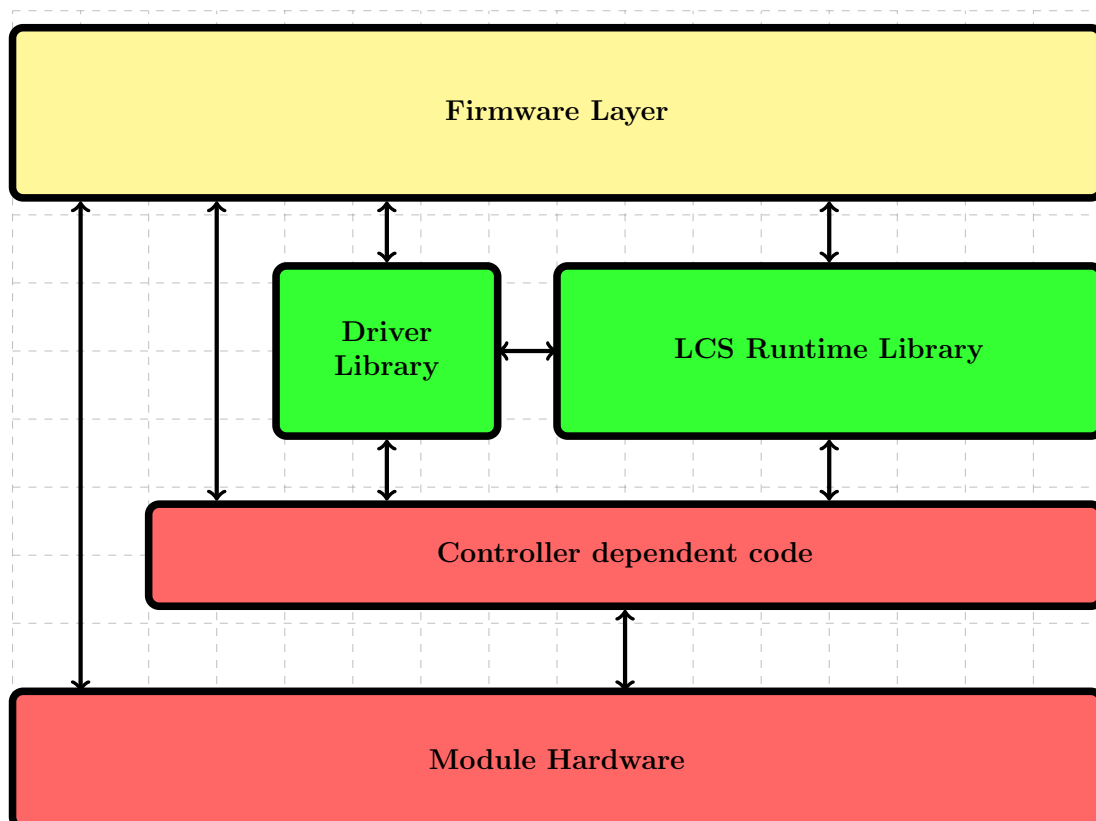 Firmware Layer
Driver
Library
LCS Runtime Library
Controller dependent code
Module Hardware